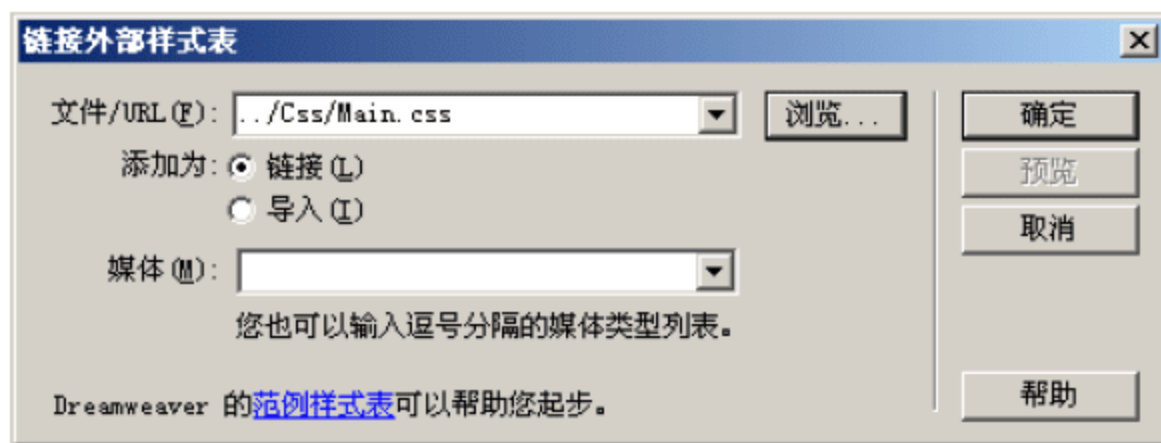 链接外部样式表
文件/URL(F): ../Css/Main.css 浏览... 确定
添加为: 链接(L) 预览
导入(I) 取消
媒体(M):
您也可以输入逗号分隔的媒体类型列表。
Dreamweaver 的范例样式表可以帮助您起步。 帮助